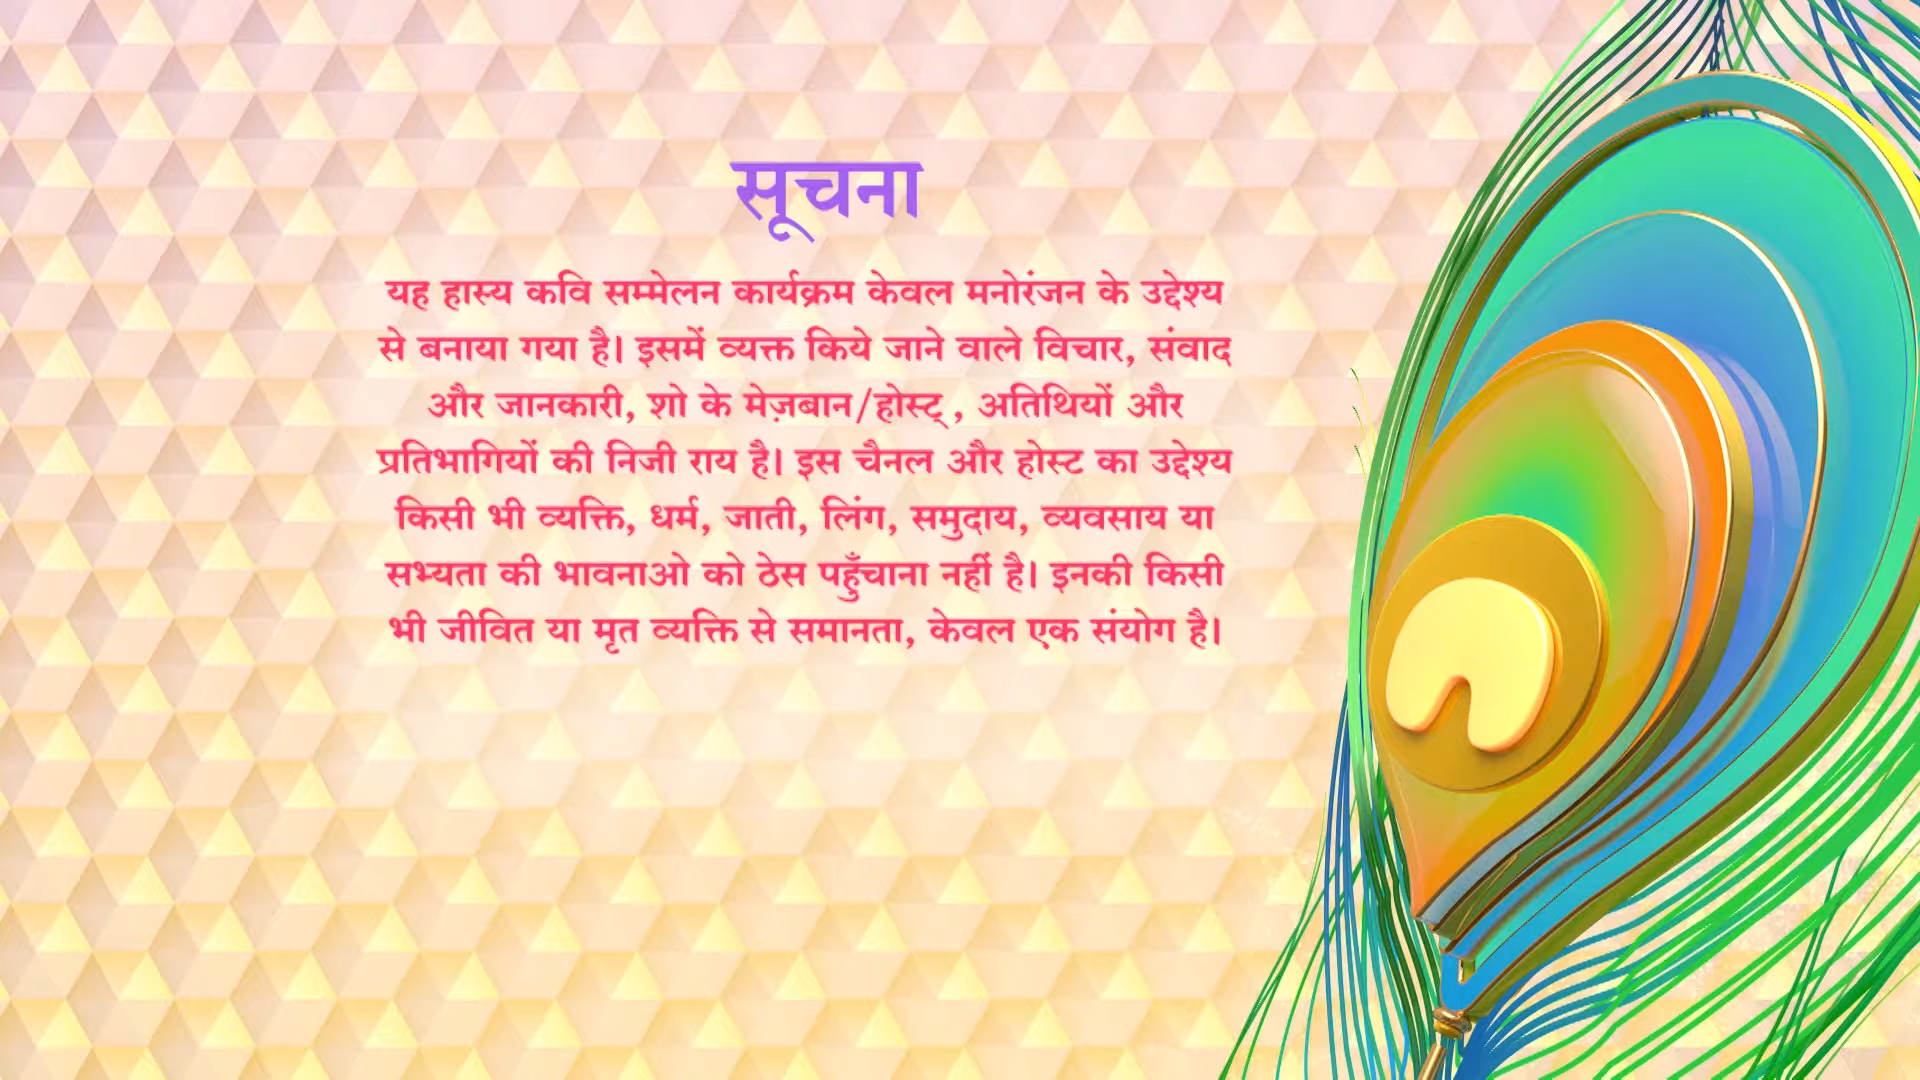 सूचना
यह हास्य कवि सम्मेलन कार्यक्रम केवल मनोरंजन के उद्देश्य
से बनाया गया है। इसमें व्यक्त किये जाने वाले विचार, संवाद
और जानकारी, शो के मेज़बान/होस्ट् , अतिथियों और
प्रतिभागियों की निजी राय है। इस चैनल और होस्ट का उद्देश्य
किसी भी व्यक्ति, धर्म, जाती, लिंग, समुदाय, व्यवसाय या
सभ्यता की भावनाओ को ठेस पहुँचाना नहीं है। इनकी किसी
भी जीवित या मृत व्यक्ति से समानता, केवल एक संयोग है।